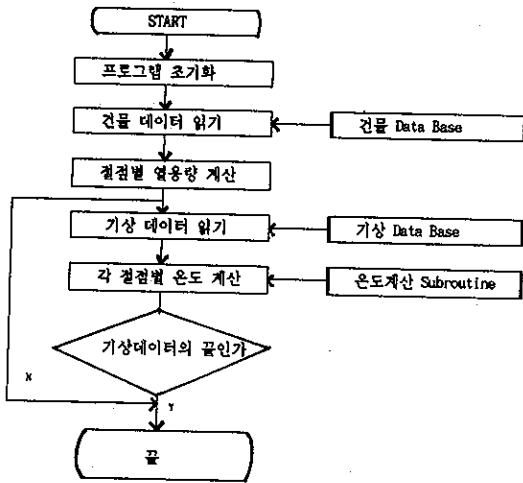 START
프로그램 초기화
건물 데이터 읽기
건물 Data Base
절점별 열용량 계산
기상 데이터 읽기
기상 Data Base
각 절점별 온도 계산
온도계산 Subroutine
기상데이터의 끝인가
X
Y
끝